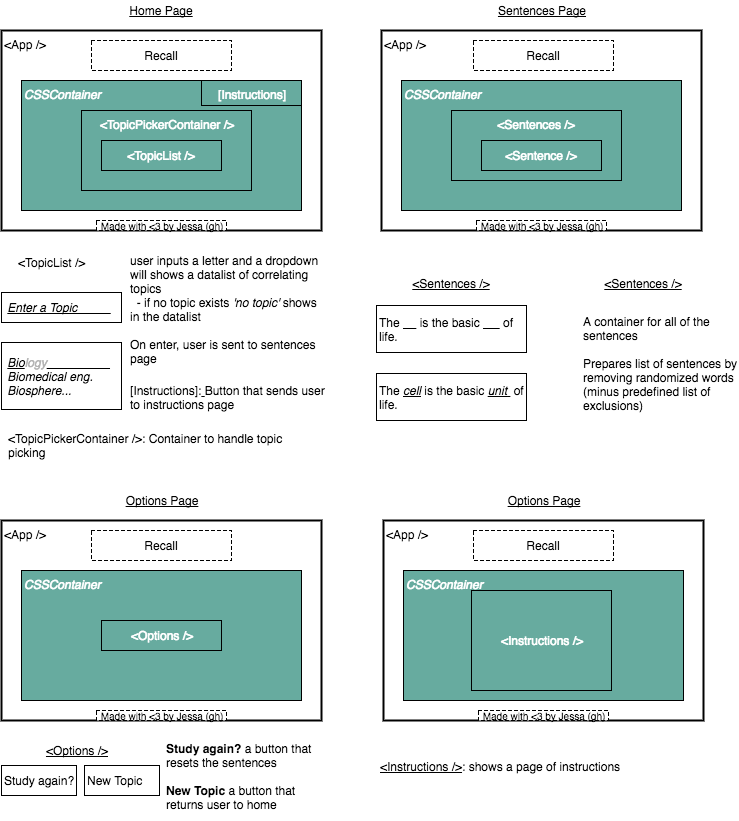 Home Page
<App />
Recall
CSSContainer
[Instructions]
<TopicPickerContainer />
<TopicList />
Made with <3 by Jessa (gh)
Sentences Page
<App />
Recall
CSSContainer
<Sentences />
<Sentence />
Made with <3 by Jessa (gh)
<TopicList />
Enter a Topic______
Biology__________
Biomedical eng.
Biosphere...
user inputs a letter and a dropdown
will shows a datalist of correlating
topics
- if no topic exists 'no topic' shows
in the datalist
On enter, user is sent to sentences
page
[Instructions]: Button that sends user
to instructions page
<TopicPickerContainer />: Container to handle topic
picking
<Sentences />
The __ is the basic ___ of
life.
The cell is the basic unit of
life.
<Sentences />
A container for all of the
sentences
Prepares list of sentences by
removing randomized words
(minus predefined list of
exclusions)
Options Page
<App />
Recall
CSSContainer
<Options />
Made with <3 by Jessa (gh)
Options Page
<App />
Recall
CSSContainer
<Instructions />
Made with <3 by Jessa (gh)
<Options />
Study again?
New Topic
Study again? a button that
resets the sentences
New Topic a button that
returns user to home
<Instructions />: shows a page of instructions